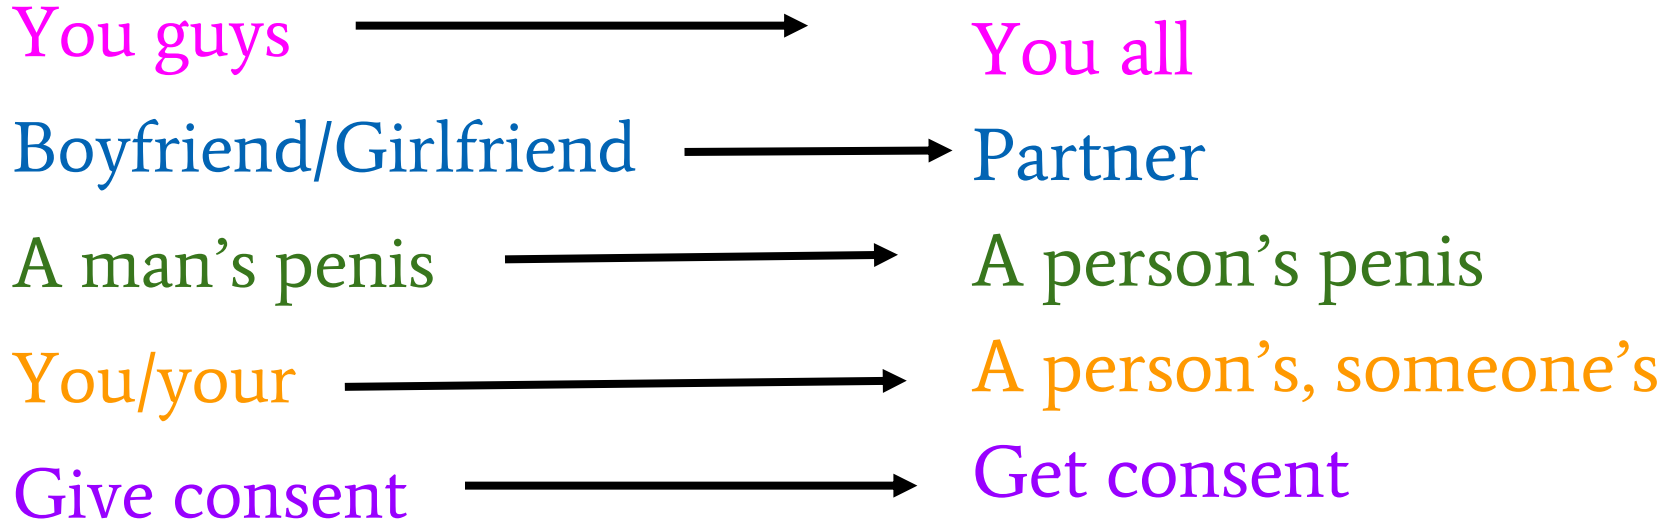 You guys
You all
Boyfriend/Girlfriend
Partner
A man’s penis
A person’s penis
You/your
A person’s, someone’s
Give consent
Get consent